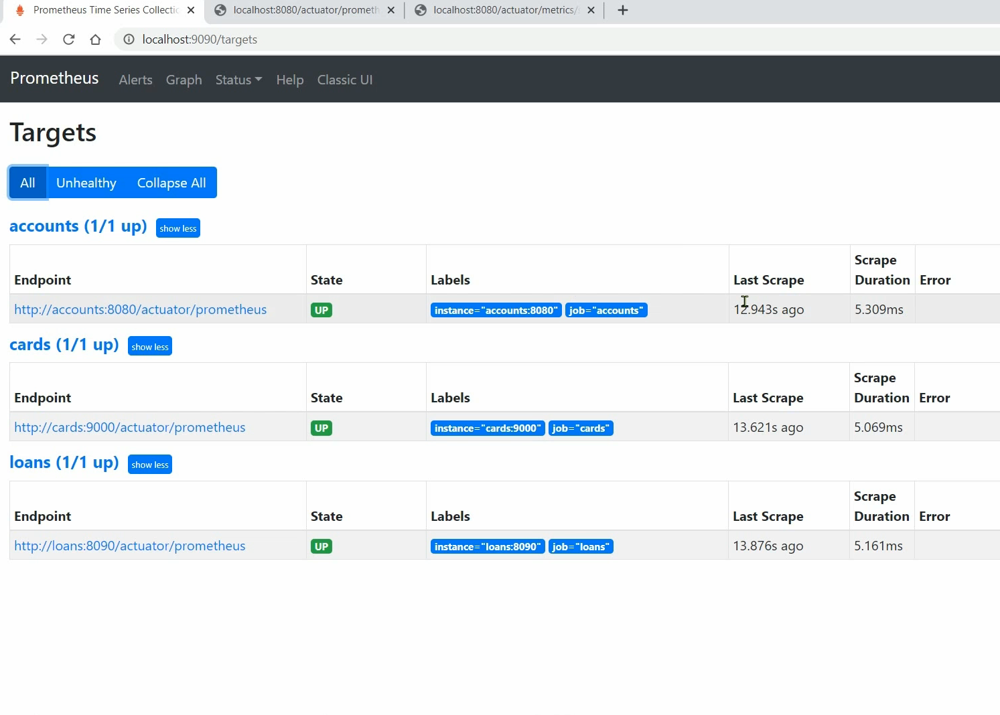 Prometheus Time Series Collectic
localhost:8080/actuator/prometh
localhost:8080/actuator/metrics/
localhost:9090/targets
Prometheus Alerts Graph Status Help Classic UI
Targets
All Unhealthy Collapse All
accounts (1/1 up) show less
Endpoint State Labels Last Scrape Scrape Duration Error
http://accounts:8080/actuator/prometheus UP instance="accounts:8080" job="accounts" 12.943s ago 5.309ms
cards (1/1 up) show less
Endpoint State Labels Last Scrape Scrape Duration Error
http://cards:9000/actuator/prometheus UP instance="cards:9000" job="cards" 13.621s ago 5.069ms
loans (1/1 up) show less
Endpoint State Labels Last Scrape Scrape Duration Error
http://loans:8090/actuator/prometheus UP instance="loans:8090" job="loans" 13.876s ago 5.161ms